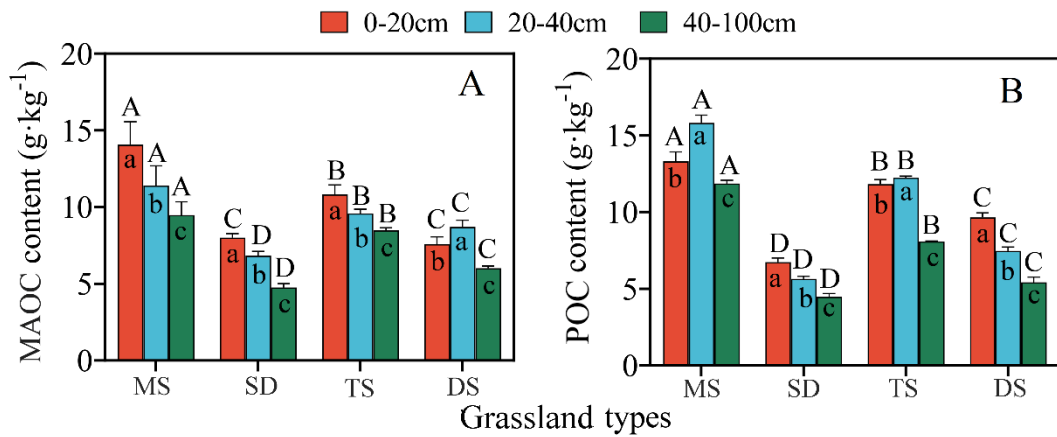 0-20cm 20-40cm 40-100cm
A
MAOC content (g·kg⁻¹)
20
15
10
5
0
A A A
a b c
C D D
a b c
B B B
a b c
C C C
b a c
MS SD TS DS
B
POC content (g·kg⁻¹)
20
15
10
5
0
A A A
b a c
D D D
a b c
B B B
b a c
C C C
a b c
MS SD TS DS
Grassland types